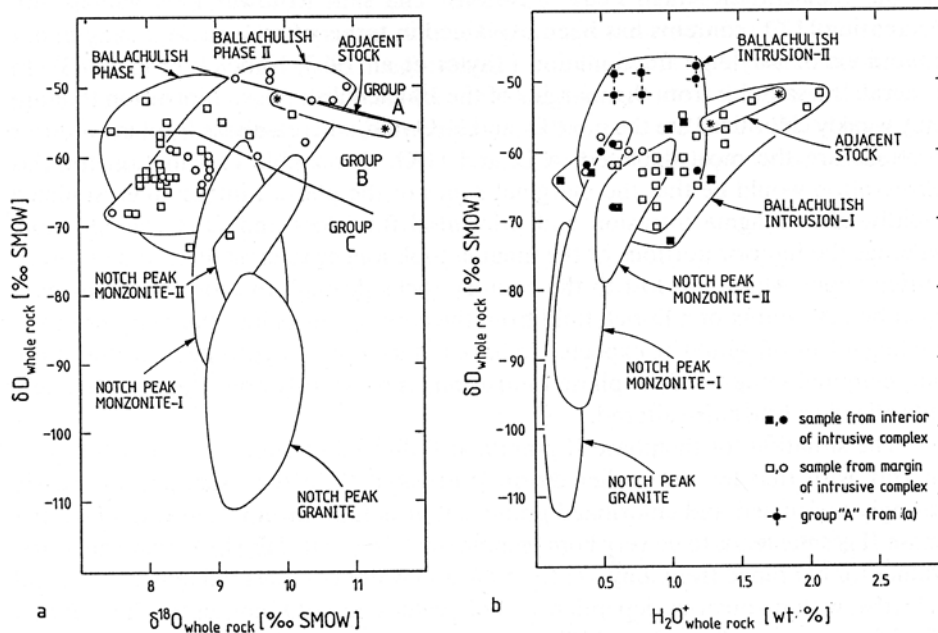 BALLACHULISH
PHASE I
BALLACHULISH
PHASE II
ADJACENT
STOCK
GROUP
A
GROUP
B
GROUP
C
NOTCH PEAK
MONZONITE-II
NOTCH PEAK
MONZONITE-I
NOTCH PEAK
GRANITE
δD whole rock [‰ SMOW]
-50
-60
-70
-80
-90
-100
-110
8
9
10
11
a
δ¹⁸O whole rock [‰ SMOW]
BALLACHULISH
INTRUSION-II
ADJACENT
STOCK
BALLACHULISH
INTRUSION-I
NOTCH PEAK
MONZONITE-II
NOTCH PEAK
MONZONITE-I
NOTCH PEAK
GRANITE
■,● sample from interior
of intrusive complex
□,○ sample from margin
of intrusive complex
group "A" from (a)
δD whole rock [‰ SMOW]
-50
-60
-70
-80
-90
-100
-110
0.5
1.0
1.5
2.0
2.5
b
H₂O⁺ whole rock [wt. %]